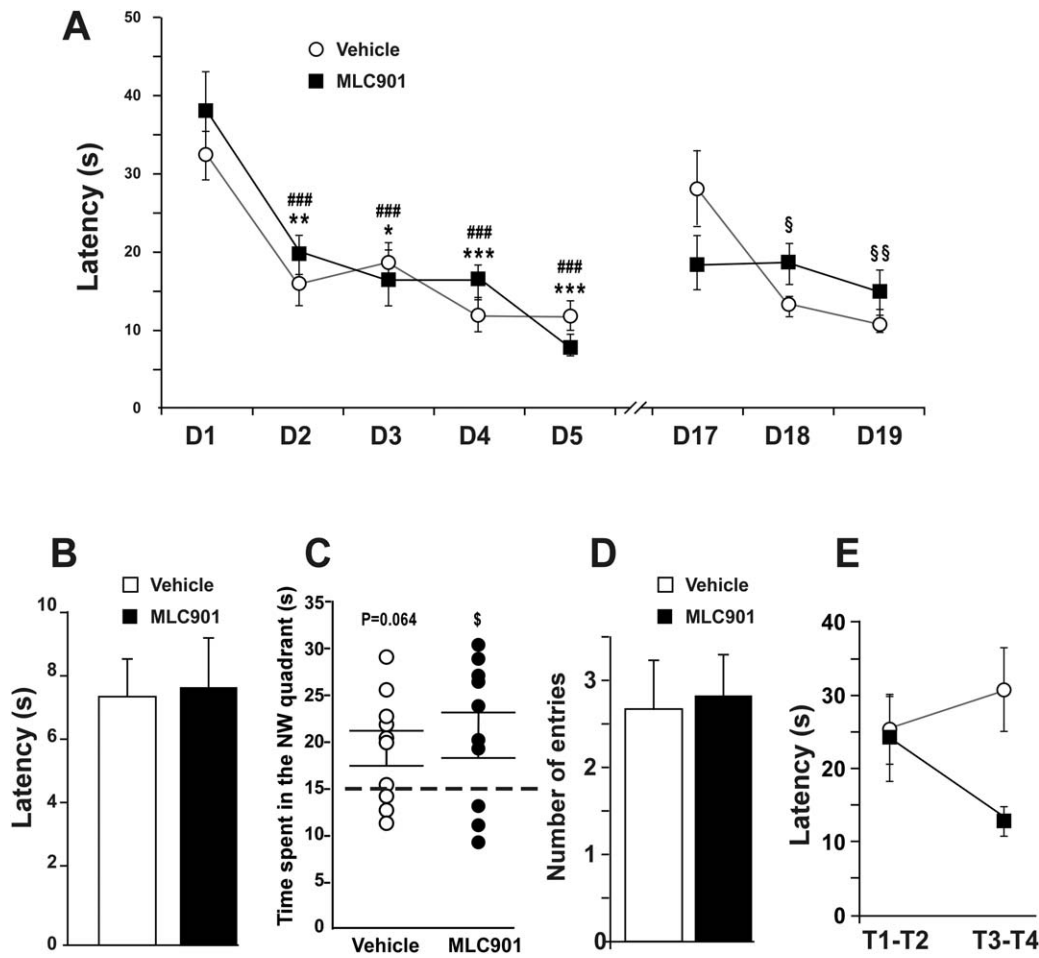 A
Vehicle
MLC901
Latency (s)
50
40
30
20
10
0
###
**
###
*
###
***
###
***
§
§§
D1 D2 D3 D4 D5 D17 D18 D19
B
Vehicle
MLC901
Latency (s)
10
8
6
4
2
0
C
Time spent in the NW quadrant (s)
35
30
25
20
15
10
5
0
P=0.064
$
Vehicle MLC901
D
Vehicle
MLC901
Number of entries
3
2
1
0
E
Latency (s)
40
30
20
10
0
T1-T2 T3-T4